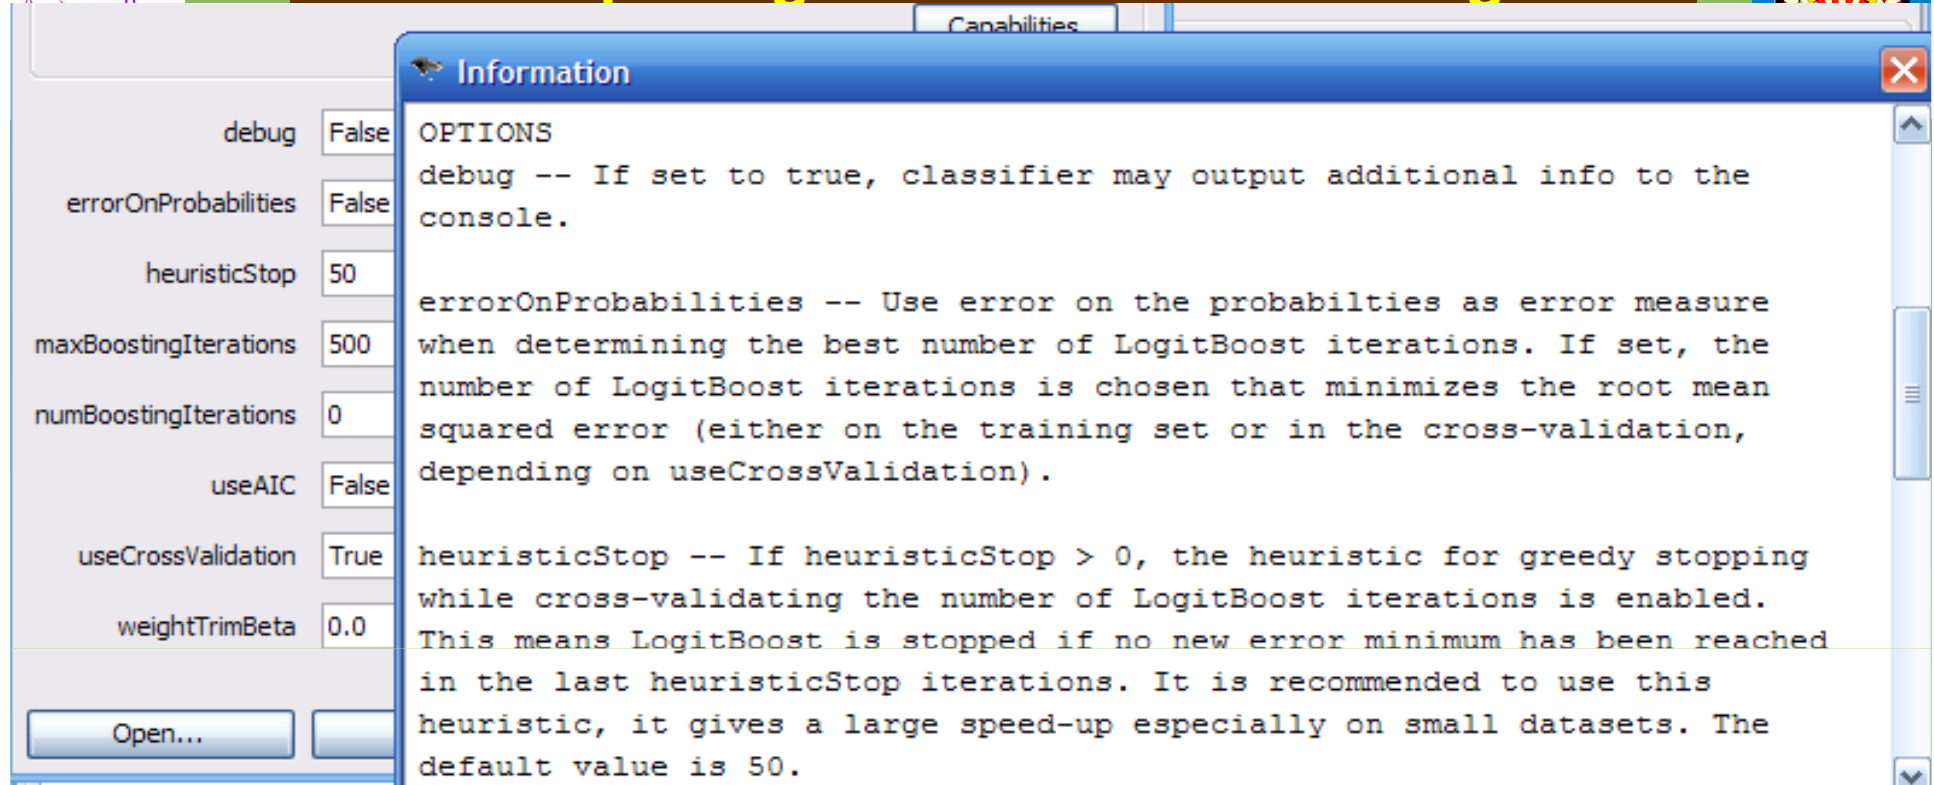 Capabilities
Information
debug False
errorOnProbabilities False
heuristicStop 50
maxBoostingIterations 500
numBoostingIterations 0
useAIC False
useCrossValidation True
weightTrimBeta 0.0
Open...
OPTIONS
debug -- If set to true, classifier may output additional info to the
console.
errorOnProbabilities -- Use error on the probabilties as error measure
when determining the best number of LogitBoost iterations. If set, the
number of LogitBoost iterations is chosen that minimizes the root mean
squared error (either on the training set or in the cross-validation,
depending on useCrossValidation).
heuristicStop -- If heuristicStop > 0, the heuristic for greedy stopping
while cross-validating the number of LogitBoost iterations is enabled.
This means LogitBoost is stopped if no new error minimum has been reached
in the last heuristicStop iterations. It is recommended to use this
heuristic, it gives a large speed-up especially on small datasets. The
default value is 50.